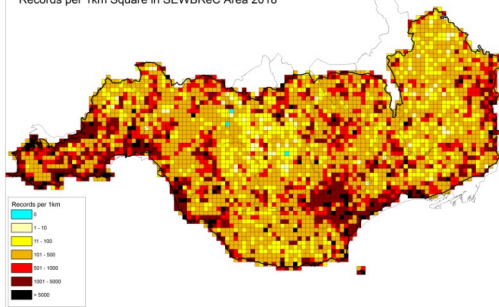 Records per 1km Square in SEWBReC Area 2018
Records per 1km
0
1 - 10
11 - 100
101 - 500
501 - 1000
1001 - 5000
> 5000